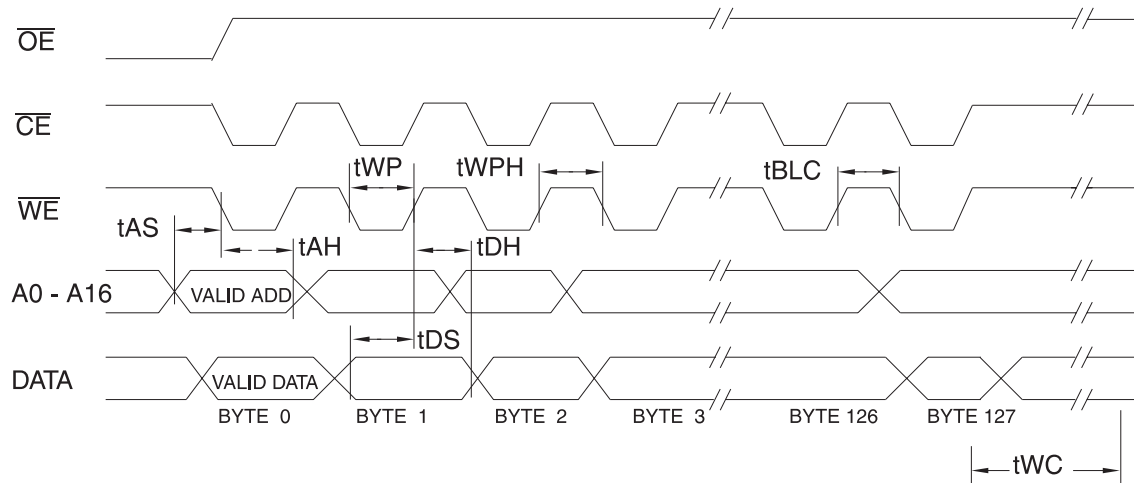 OE
CE
tWP
tWPH
tBLC
WE
tAS
tAH
tDH
A0 - A16
VALID ADD
tDS
DATA
VALID DATA
BYTE 0
BYTE 1
BYTE 2
BYTE 3
BYTE 126
BYTE 127
tWC